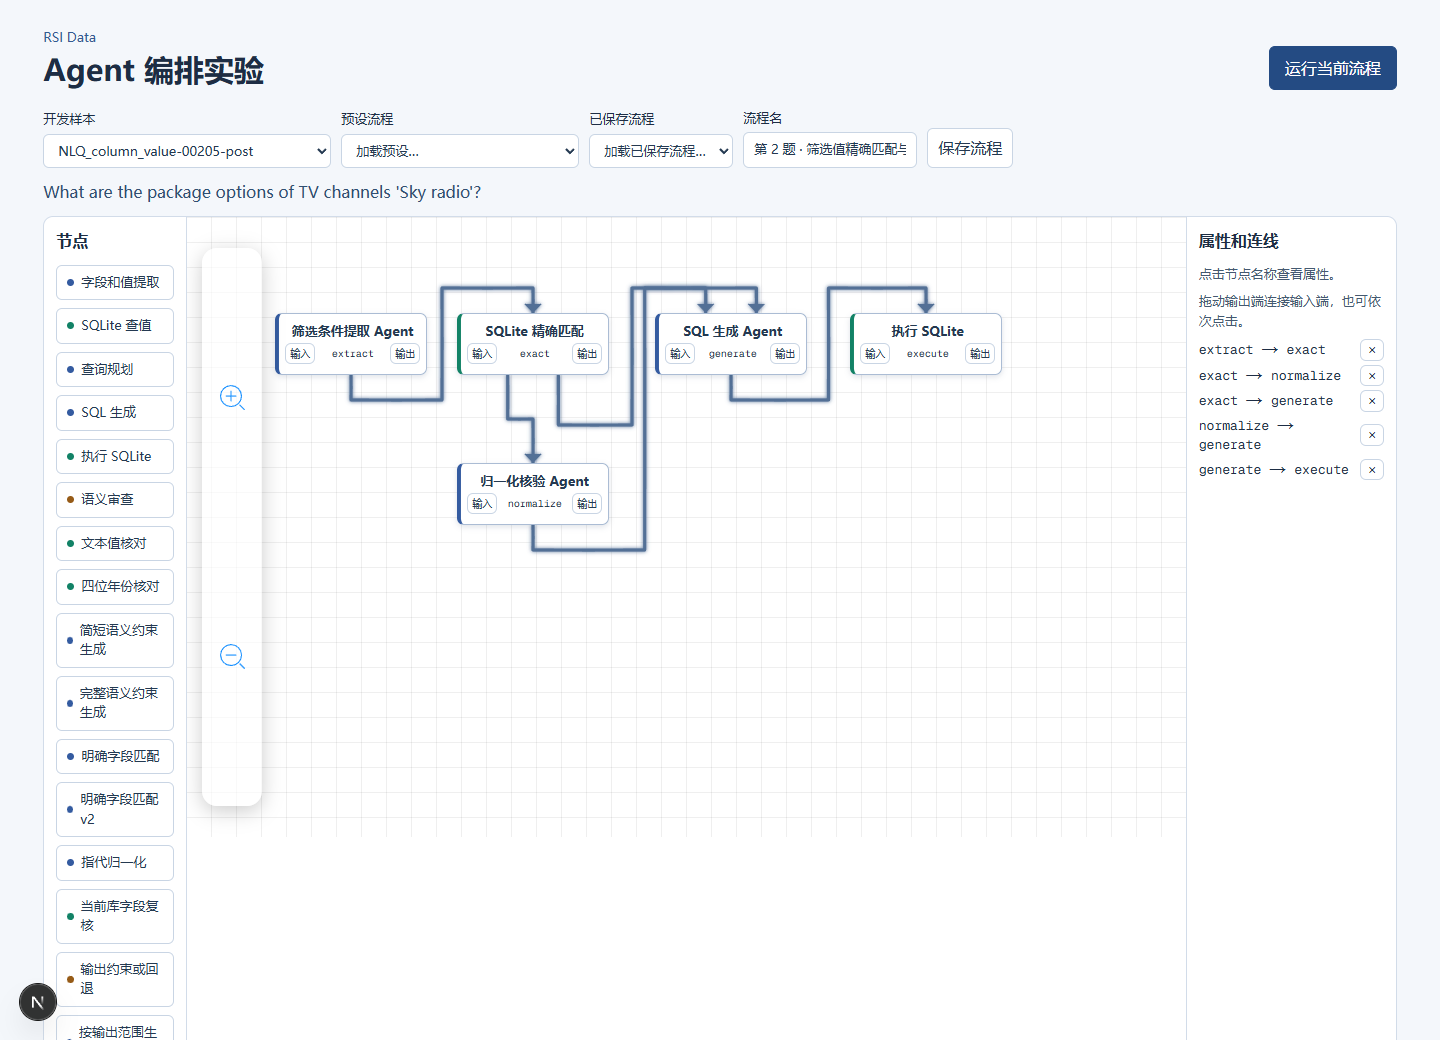 RSI Data
Agent 编排实验
运行当前流程
开发样本
预设流程
已保存流程
流程名
NLQ_column_value-00205-post
加载预设...
加载已保存流程...
第 2 题 · 筛选值精确匹配与
保存流程
What are the package options of TV channels 'Sky radio'?
节点
字段和值提取
SQLite 查值
查询规划
SQL 生成
执行 SQLite
语义审查
文本值核对
四位年份核对
简短语义约束
生成
完整语义约束
生成
明确字段匹配
明确字段匹配
v2
指代归一化
当前库字段复
核
输出约束或回
退
按输出范围生
筛选条件提取 Agent
输入 extract 输出
SQLite 精确匹配
输入 exact 输出
SQL 生成 Agent
输入 generate 输出
执行 SQLite
输入 execute 输出
归一化核验 Agent
输入 normalize 输出
属性和连线
点击节点名称查看属性。
拖动输出端连接输入端，也可依
次点击。
extract → exact ×
exact → normalize ×
exact → generate ×
normalize →
generate ×
generate → execute ×
N